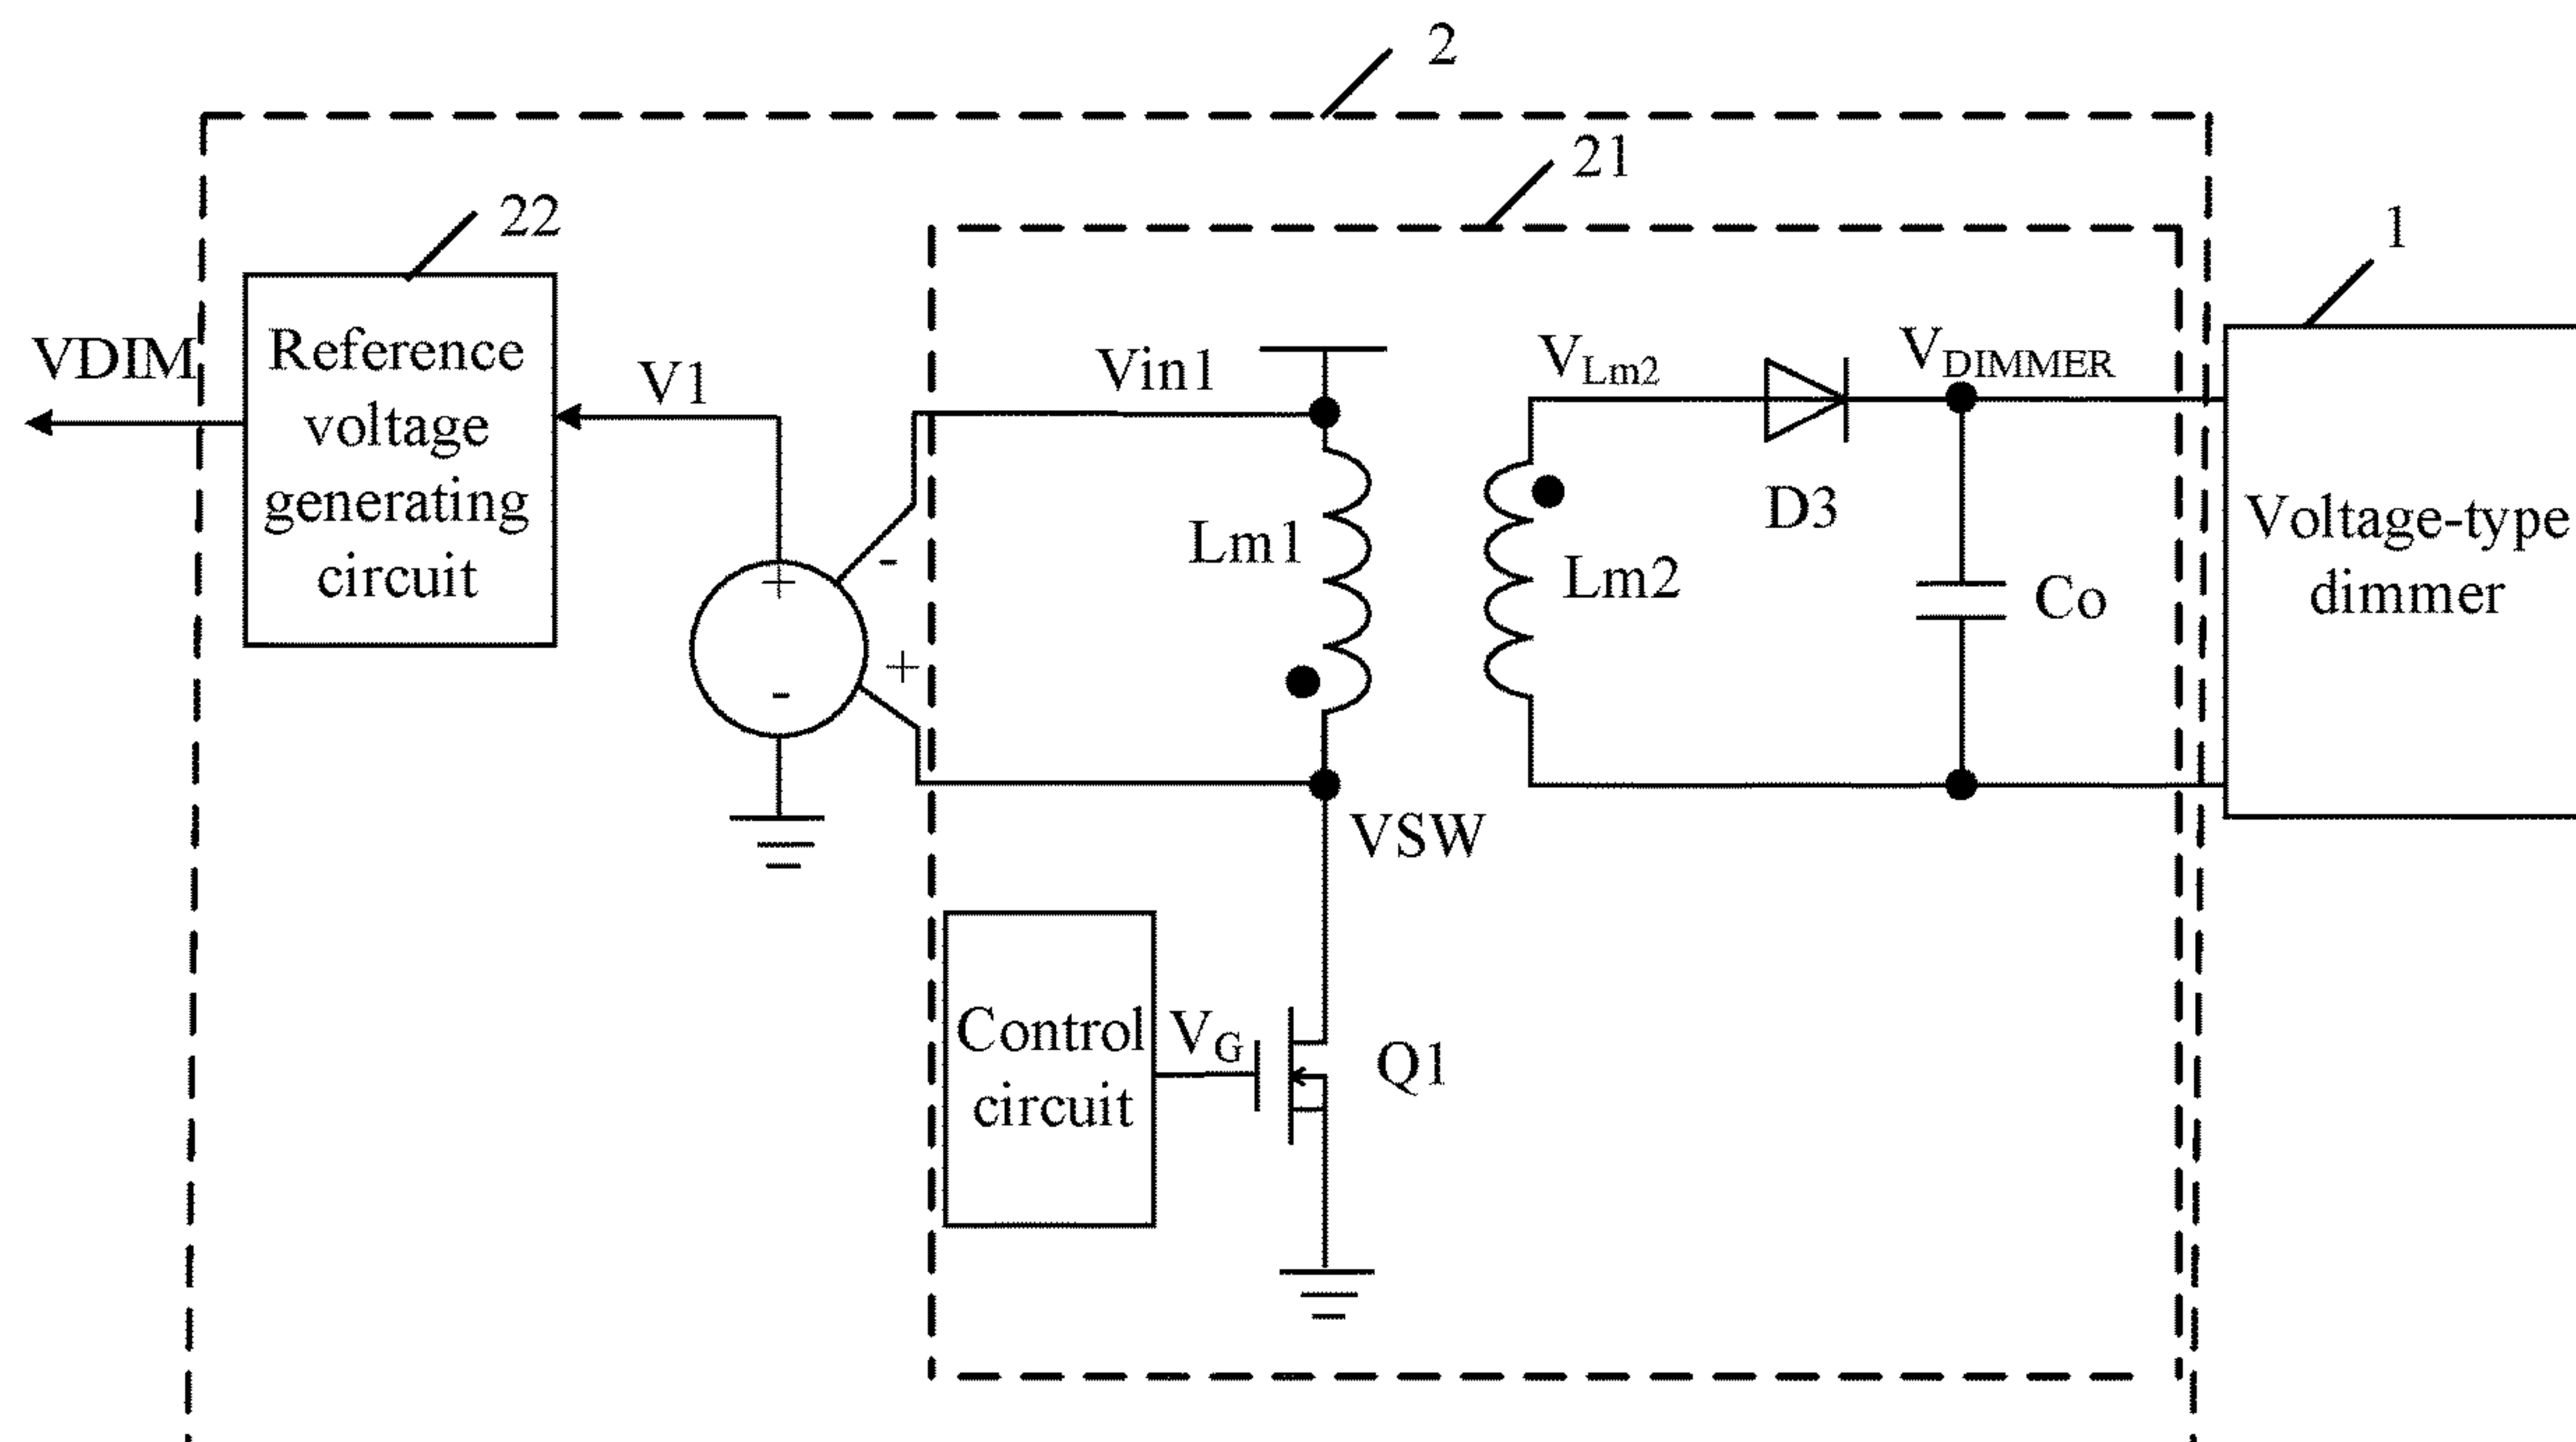 2
21
22
1
VDIM
Reference
voltage
generating
circuit
V1
Vin1
VLm2
VDIMMER
D3
Lm1
Lm2
Co
Voltage-type
dimmer
-
+
+
-
VSW
Control
circuit
VG
Q1